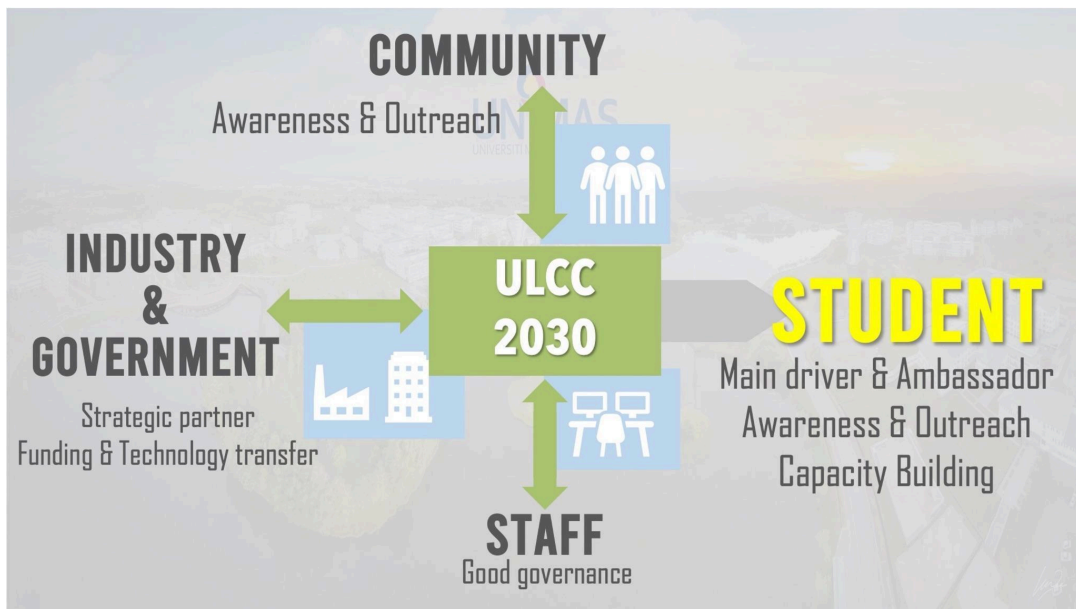 COMMUNITY
Awareness & Outreach
UNIMAS
INDUSTRY
&
GOVERNMENT
Strategic partner
Funding & Technology transfer
ULCC
2030
STUDENT
Main driver & Ambassador
Awareness & Outreach
Capacity Building
STAFF
Good governance